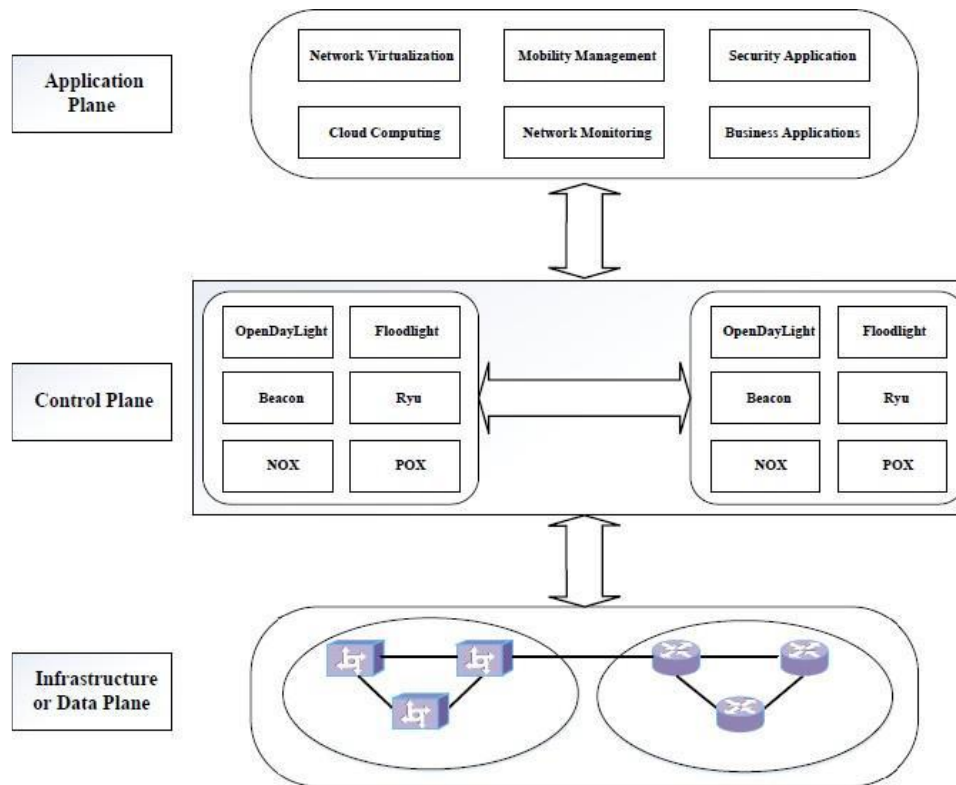 Application
Plane
Network Virtualization
Mobility Management
Security Application
Cloud Computing
Network Monitoring
Business Applications
Control Plane
OpenDayLight
Floodlight
Beacon
Ryu
NOX
POX
OpenDayLight
Floodlight
Beacon
Ryu
NOX
POX
Infrastructure
or Data Plane